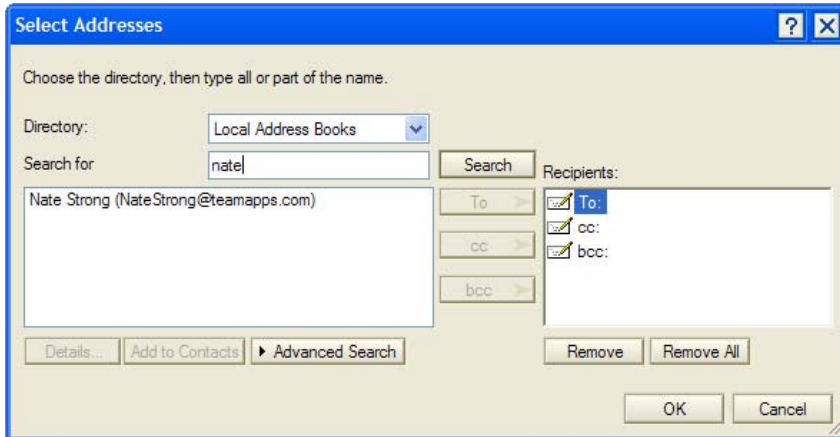 Select Addresses
Choose the directory, then type all or part of the name.
Directory:
Local Address Books
Search for
nate
Search
Recipients:
Nate Strong (NateStrong@teamapps.com)
To
cc
bcc
To:
cc:
bcc:
Details...
Add to Contacts
Advanced Search
Remove
Remove All
OK
Cancel